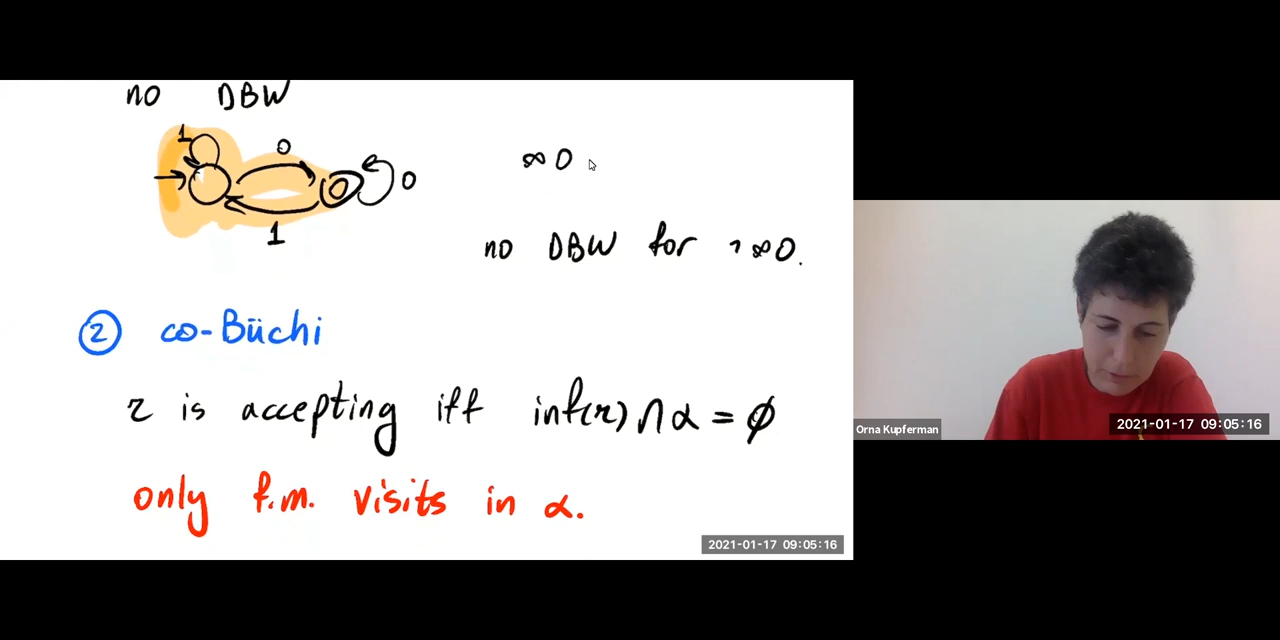 no DBW
1
0
∞ 0
0
1
no DBW for ¬∞0.
② co-Büchi
r is accepting iff inf(r) ∩ α = ∅
only f.m. visits in α.
Orna Kupferman
2021-01-17 09:05:16
2021-01-17 09:05:16